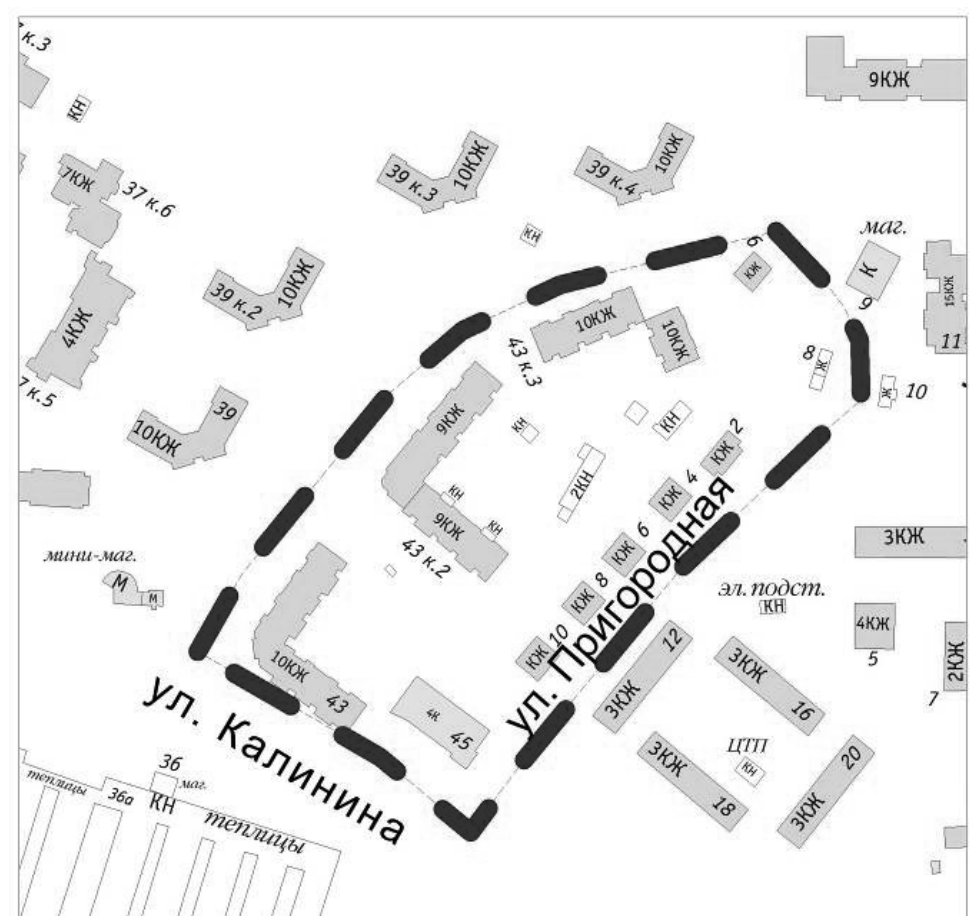 7 к.3
КН
9КЖ
7КЖ
37 к.6
39 к.3
10КЖ
39 к.4
10КЖ
КН
6
КЖ
маг.
К
9
39 к.2
10КЖ
15КЖ
11
4КЖ
7 к.5
10КЖ
10КЖ
43 к.3
8
Ж
Ж
10
39
10КЖ
9КЖ
КН
КН
2
КЖ
4
КЖ
2КН
КН
КН
9КЖ
43 к.2
6
КЖ
3КЖ
мини-маг.
М
М
8
КЖ
эл. подст.
КН
4КЖ
5
10
КЖ
ул. Пригородная
12
3КЖ
3КЖ
16
2КЖ
7
10КЖ
43
4К
45
ул. Калинина
ЦТП
КН
3КЖ
18
20
3КЖ
36
маг.
КН
теплицы
36а
теплицы